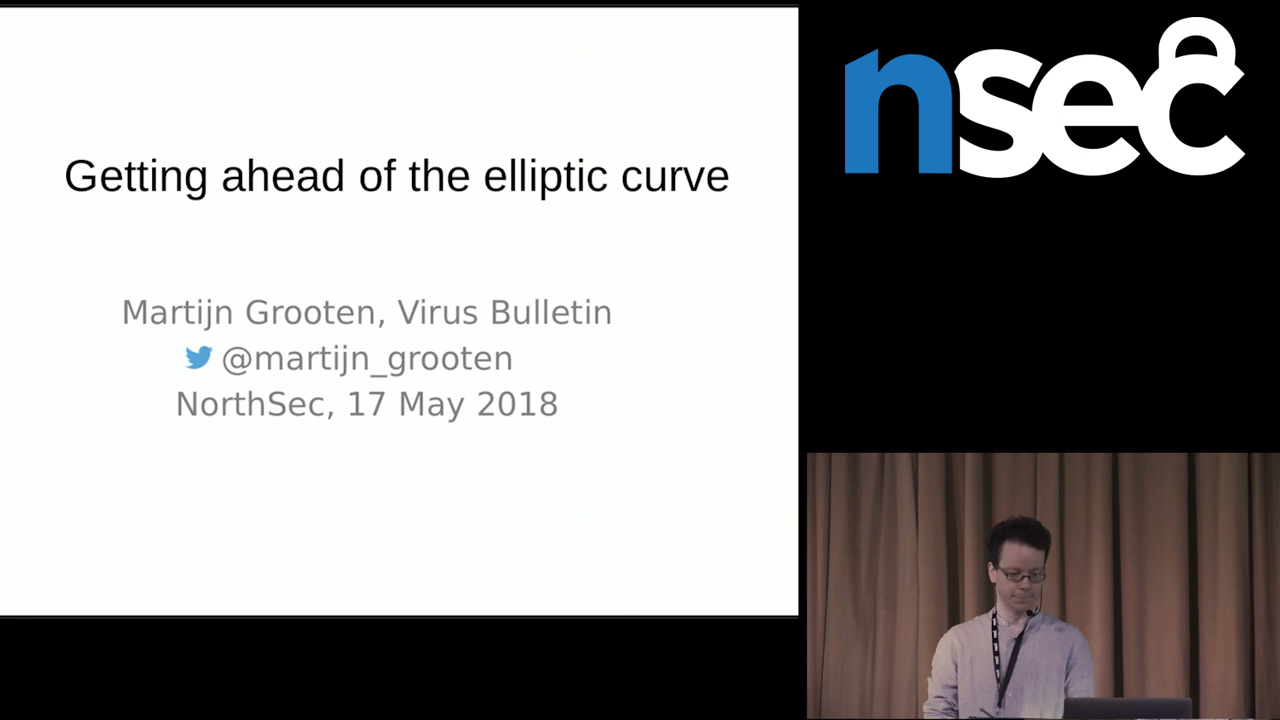 Getting ahead of the elliptic curve
Martijn Grooten, Virus Bulletin
@martijn_grooten
NorthSec, 17 May 2018
nsec